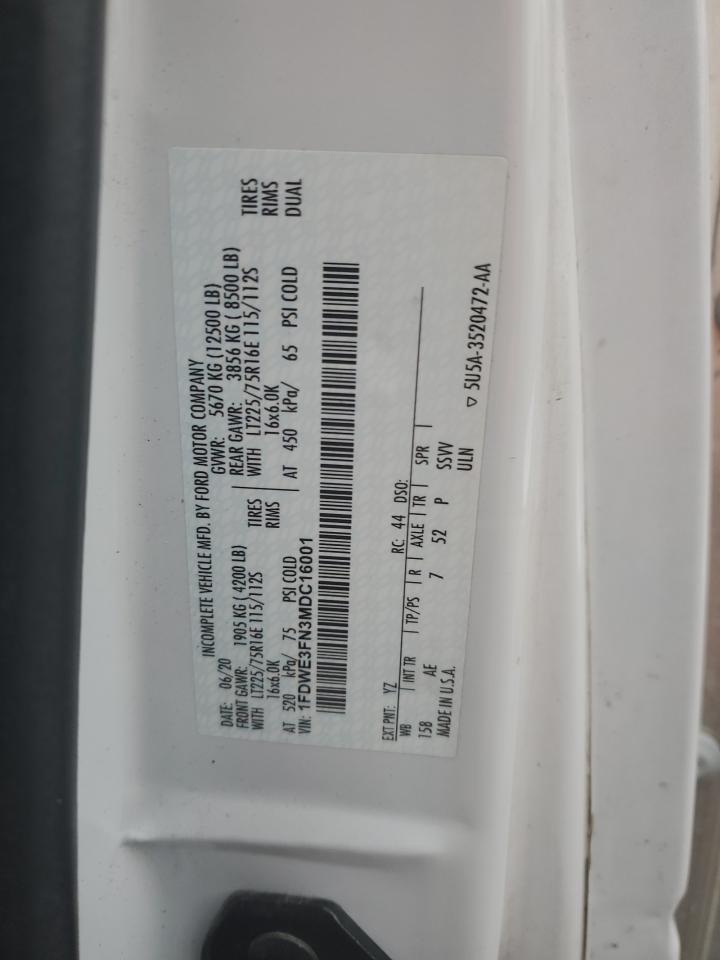 INCOMPLETE VEHICLE MFD. BY FORD MOTOR COMPANY
DATE: 06/20 GVWR: 5670 KG (12500 LB)
FRONT GAWR: 1905 KG ( 4200 LB) REAR GAWR: 3856 KG ( 8500 LB)
WITH LT225/75R16E 115/112S TIRES WITH LT225/75R16E 115/112S TIRES
16x6.0K RIMS 16x6.0K RIMS
AT 520 kPa/ 75 PSI COLD AT 450 kPa/ 65 PSI COLD DUAL
VIN: 1FDWE3FN3MDC16001
EXT PNT: YZ RC: 44 DSO:
WB INT TR TP/PS R AXLE TR SPR
158 AE 7 52 P SSVV
MADE IN U.S.A. ULN
▽ 5U5A-3520472-AA